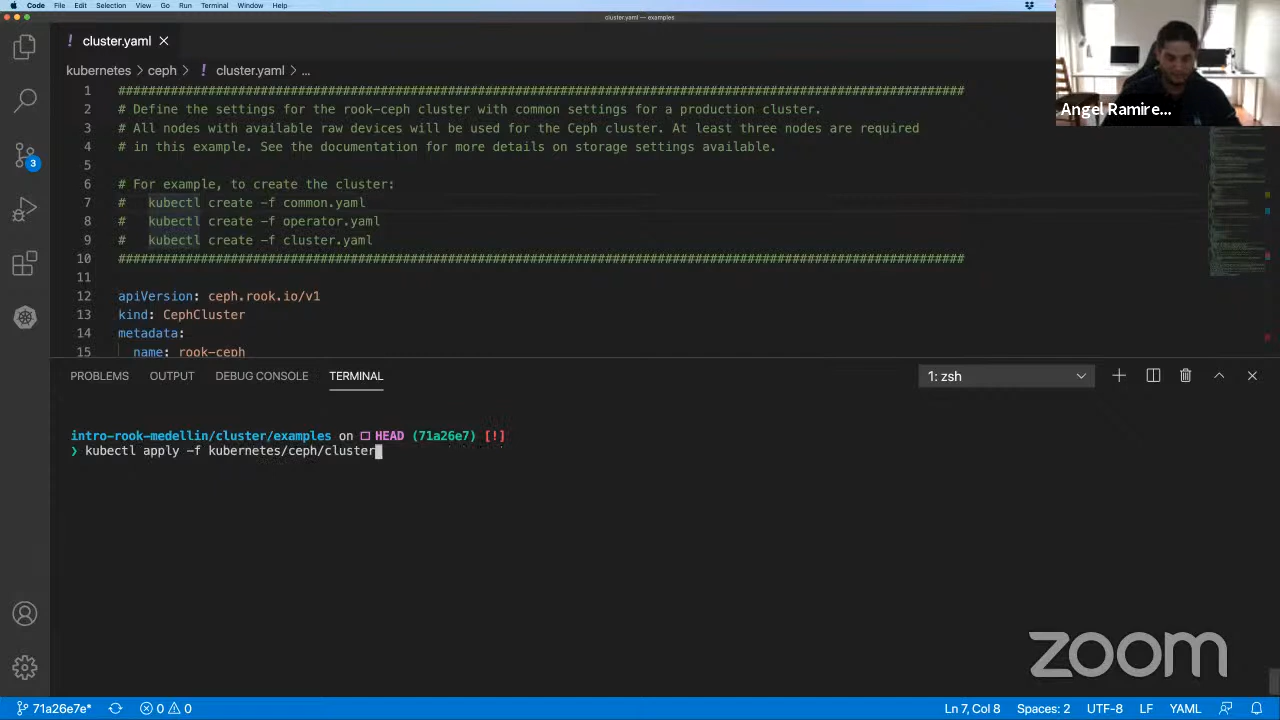 Code File Edit Selection View Go Run Terminal Window Help
cluster.yaml — examples
! cluster.yaml
kubernetes > ceph > ! cluster.yaml > ...
Angel Ramire...
1 #################################################################################################################
2 # Define the settings for the rook-ceph cluster with common settings for a production cluster.
3 # All nodes with available raw devices will be used for the Ceph cluster. At least three nodes are required
4 # in this example. See the documentation for more details on storage settings available.
5
6 # For example, to create the cluster:
7 #   kubectl create -f common.yaml
8 #   kubectl create -f operator.yaml
9 #   kubectl create -f cluster.yaml
10 #################################################################################################################
11
12 apiVersion: ceph.rook.io/v1
13 kind: CephCluster
14 metadata:
15   name: rook-ceph
3
PROBLEMS OUTPUT DEBUG CONSOLE TERMINAL 1: zsh
intro-rook-medellin/cluster/examples on HEAD (71a26e7) [!]
❯ kubectl apply -f kubernetes/ceph/cluster
zoom
71a26e7e* 0 0 Ln 7, Col 8 Spaces: 2 UTF-8 LF YAML